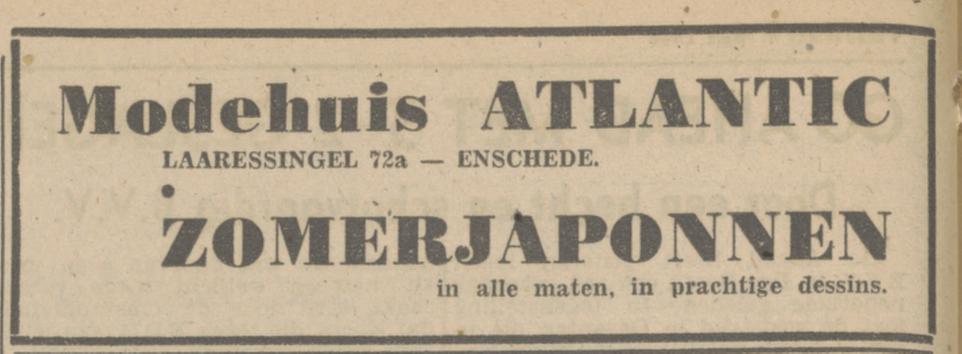 Modehuis ATLANTIC
LAARESSINGEL 72a — ENSCHEDE.
•
ZOMERJAPONNEN
in alle maten, in prachtige dessins.